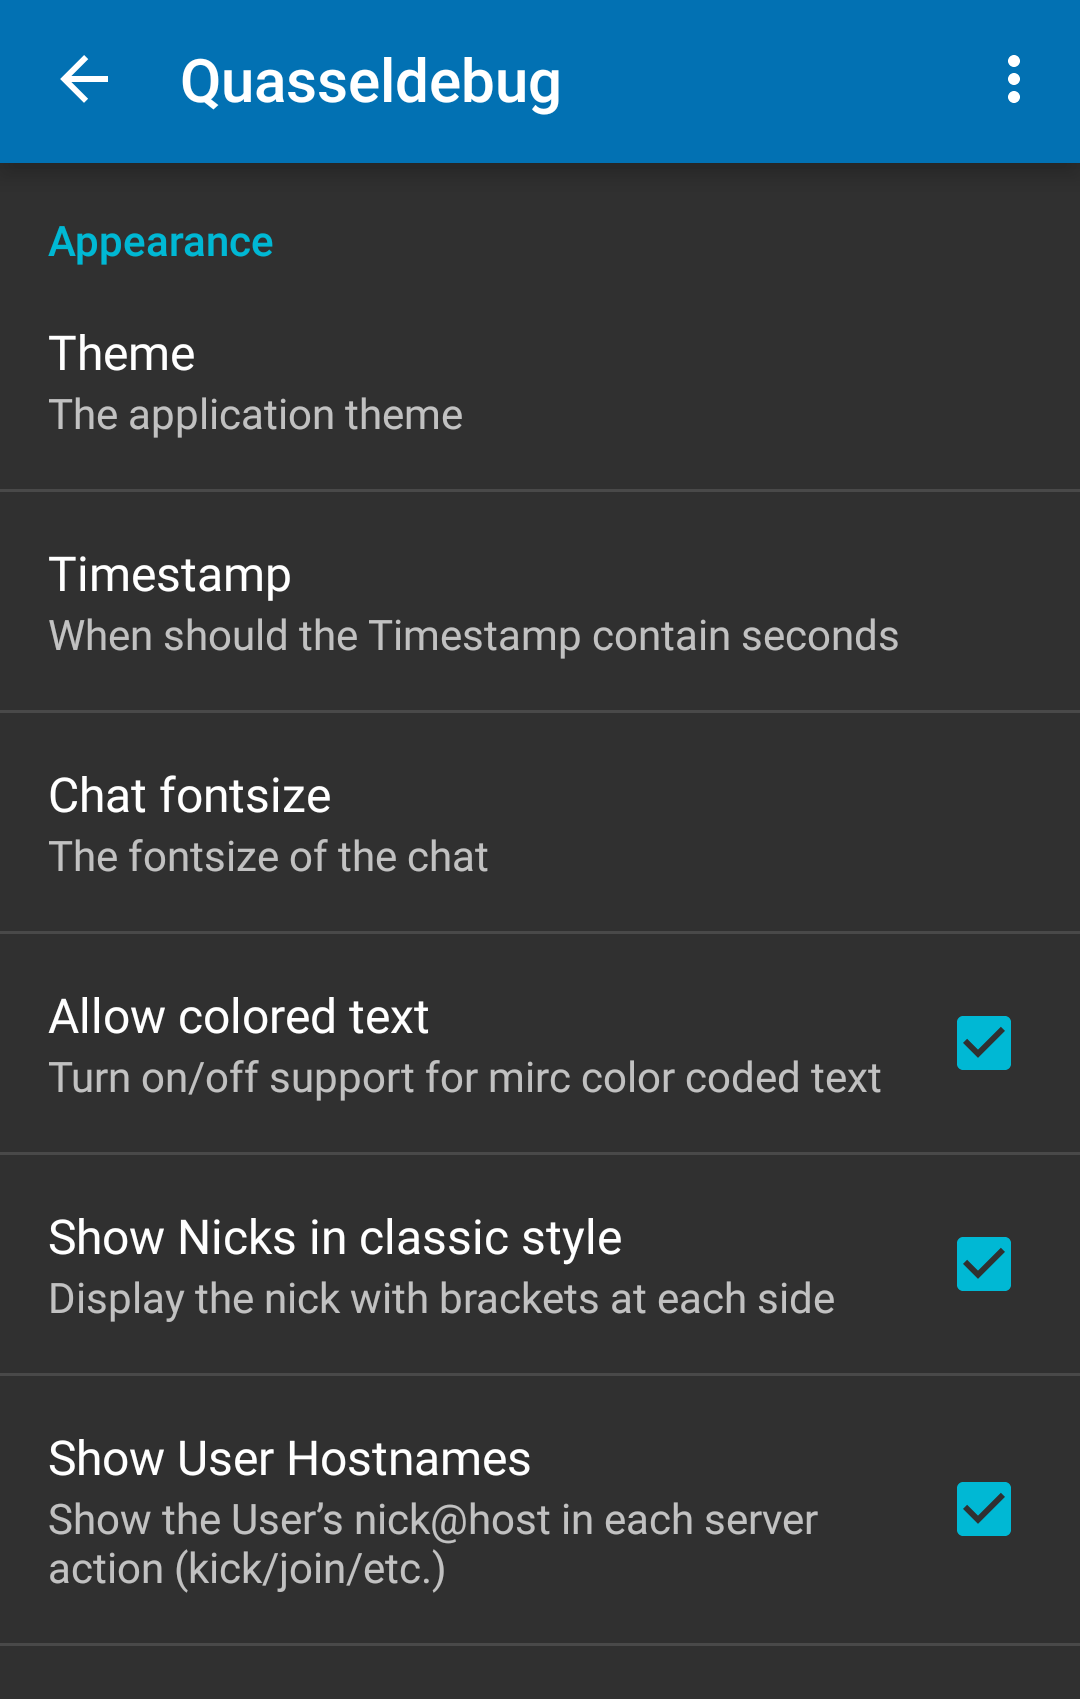 Quasseldebug
Appearance
Theme
The application theme
Timestamp
When should the Timestamp contain seconds
Chat fontsize
The fontsize of the chat
Allow colored text
Turn on/off support for mirc color coded text
Show Nicks in classic style
Display the nick with brackets at each side
Show User Hostnames
Show the User’s nick@host in each server
action (kick/join/etc.)